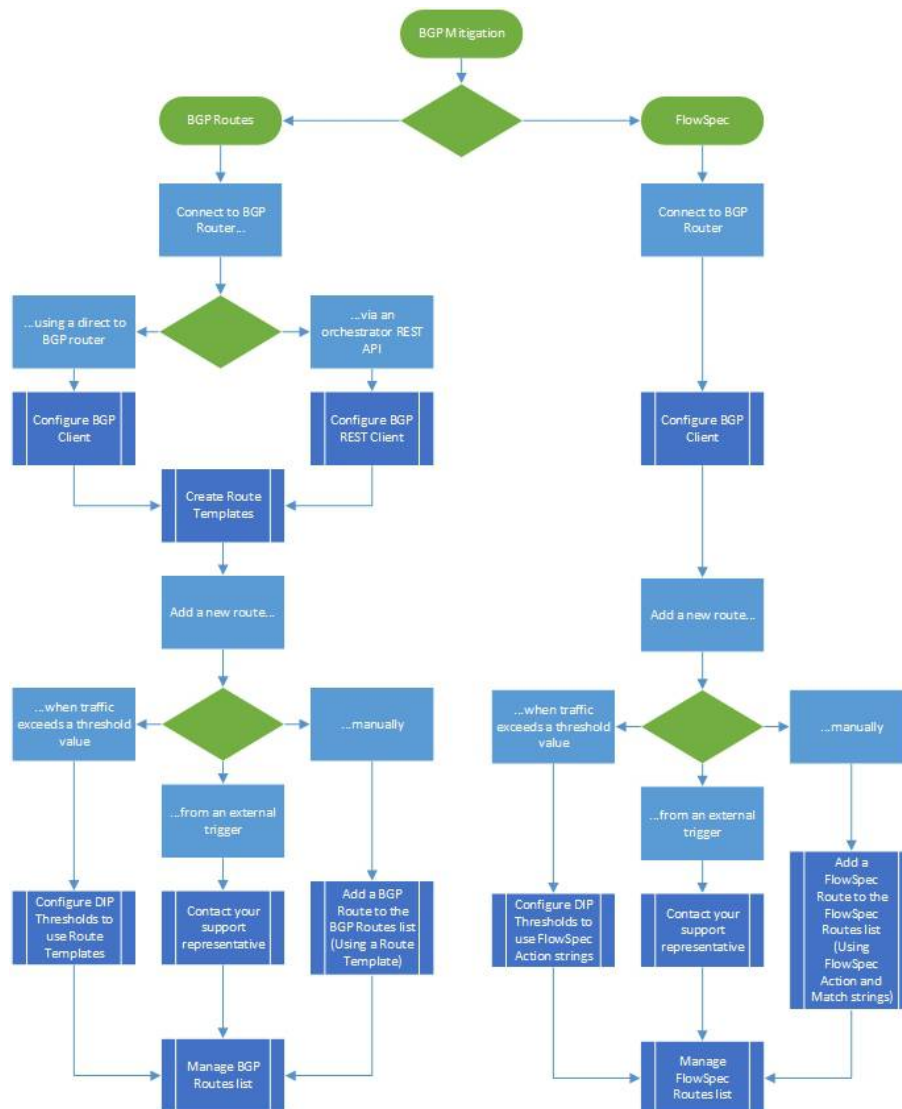 BGP Mitigation
BGP Routes
FlowSpec
Connect to BGP
Router...
Connect to BGP
Router
...using a direct to
BGP router
...via an
orchestrator REST
API
Configure BGP
Client
Configure BGP
REST Client
Configure BGP
Client
Create Route
Templates
Add a new route...
Add a new route...
...when traffic
exceeds a threshold
value
...manually
...when traffic
exceeds a threshold
value
...manually
...from an external
trigger
...from an external
trigger
Configure DIP
Thresholds to
use Route
Templates
Contact your
support
representative
Add a BGP
Route to the
BGP Routes list
(Using a Route
Template)
Configure DIP
Thresholds to
use FlowSpec
Action strings
Contact your
support
representative
Add a
FlowSpec
Route to the
FlowSpec
Routes list
(Using
FlowSpec
Action and
Match strings)
Manage BGP
Routes list
Manage
FlowSpec
Routes list